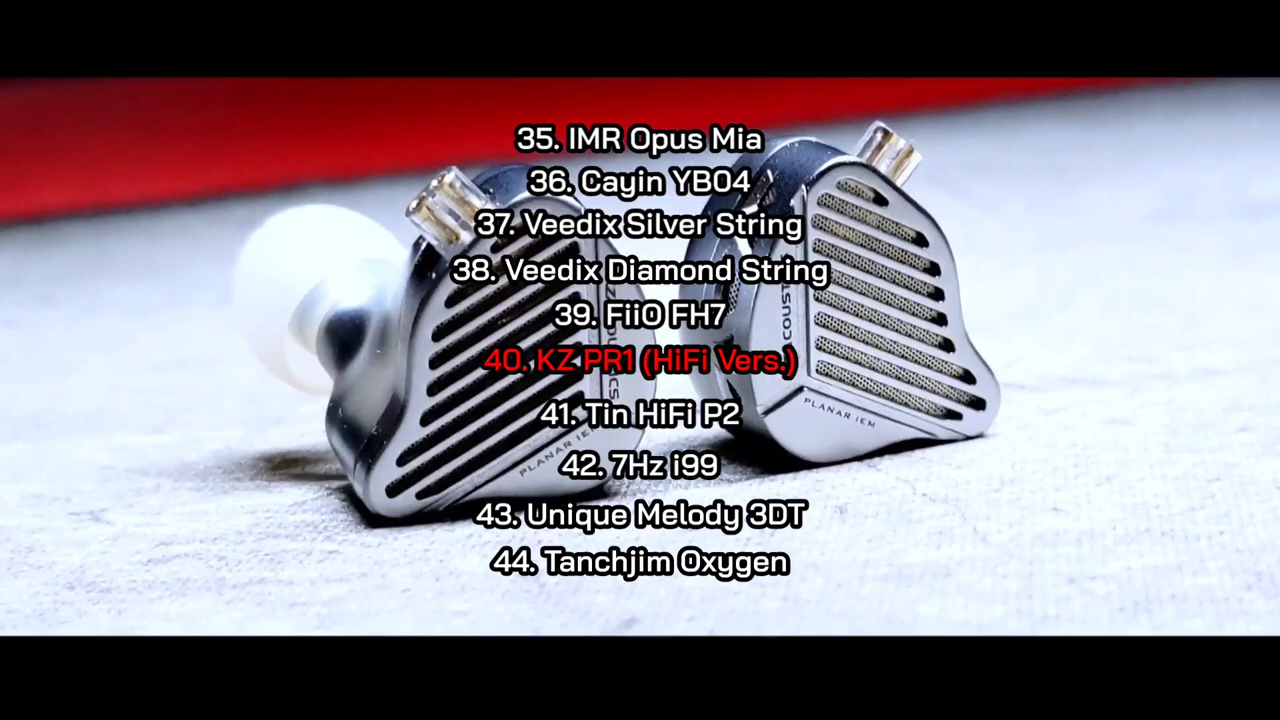 35. IMR Opus Mia
36. Cayin YB04
37. Veedix Silver String
38. Veedix Diamond String
39. FiiO FH7
40. KZ PR1 (HiFi Vers.)
41. Tin HiFi P2
42. 7Hz i99
43. Unique Melody 3DT
44. Tanchjim Oxygen
PLANAR iEM
PLANAR iEM